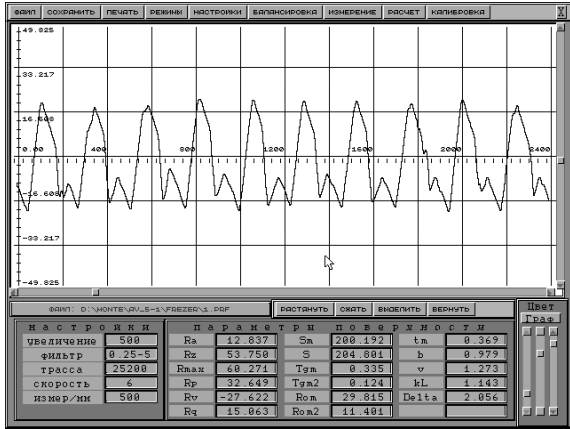 ФАЙЛ СОХРАНИТЬ ПЕЧАТЬ РЕЖИМЫ НАСТРОЙКИ БАЛАНСИРОВКА ИЗМЕРЕНИЕ РАСЧЕТ КАЛИБРОВКА X
49.825
33.217
16.608
0.00 400 800 1200 1600 2000 2400
-16.608
-33.217
-49.825
ФАЙЛ: D:\MONTE\AV_5-1\FREZER\1.PRF РАСТЯНУТЬ СЖАТЬ ВЫДЕЛИТЬ ВЕРНУТЬ Цвет
Граф
настройки параметры поверхности
увеличение 500 Ra 12.837 Sm 200.192 tm 0.369
фильтр 0.25-5 Rz 53.750 S 204.801 b 0.979
трасса 25200 Rmax 60.271 Tgm 0.335 v 1.273
скорость 6 Rp 32.649 Tgm2 0.124 kL 1.143
измер/мм 500 Rv -27.622 Rom 29.815 Delta 2.056
Rq 15.063 Rom2 11.401